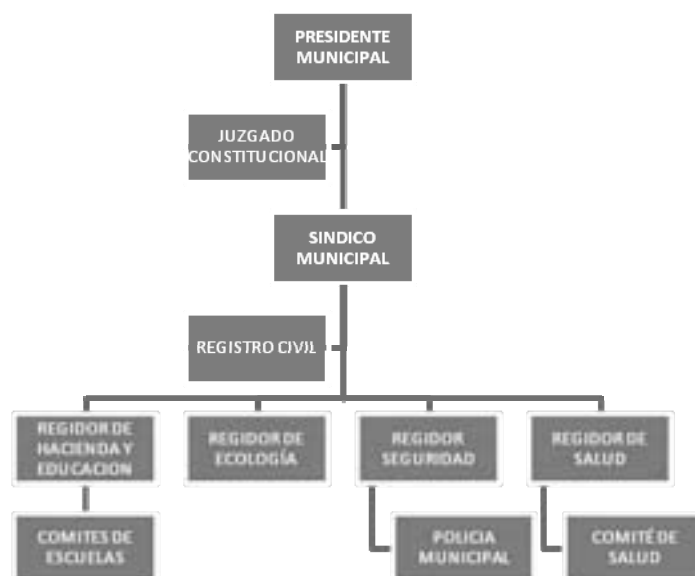 PRESIDENTE
MUNICIPAL
JUZGADO
CONSTITUCIONAL
SINDICO
MUNICIPAL
REGISTRO CIVIL
REGIDOR DE
HACIENDA Y
EDUCACION
REGIDOR DE
ECOLOGÍA
REGIDOR
SEGURIDAD
REGIDOR DE
SALUD
COMITES DE
ESCUELAS
POLICIA
MUNICIPAL
COMITÉ DE
SALUD